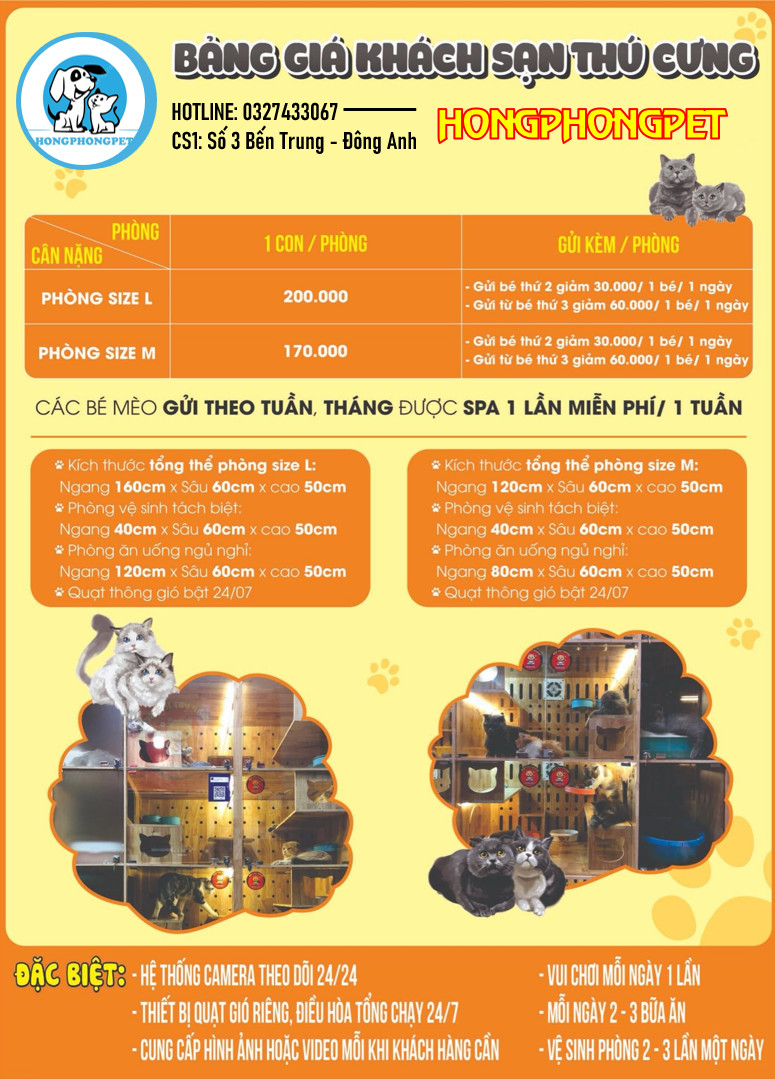 BẢNG GIÁ KHÁCH SẠN THÚ CƯNG
HONGPHONGPET
HOTLINE: 0327433067
CS1: Số 3 Bến Trung - Đông Anh
HONGPHONGPET
PHÒNG
CÂN NẶNG
1 CON / PHÒNG
GỬI KÈM / PHÒNG
PHÒNG SIZE L
200.000
- Gửi bé thứ 2 giảm 30.000/ 1 bé/ 1 ngày
- Gửi từ bé thứ 3 giảm 60.000/ 1 bé/ 1 ngày
PHÒNG SIZE M
170.000
- Gửi bé thứ 2 giảm 30.000/ 1 bé/ 1 ngày
- Gửi từ bé thứ 3 giảm 60.000/ 1 bé/ 1 ngày
CÁC BÉ MÈO GỬI THEO TUẦN, THÁNG ĐƯỢC SPA 1 LẦN MIỄN PHÍ/ 1 TUẦN
Kích thước tổng thể phòng size L:
Ngang 160cm x Sâu 60cm x cao 50cm
Phòng vệ sinh tách biệt:
Ngang 40cm x Sâu 60cm x cao 50cm
Phòng ăn uống ngủ nghỉ:
Ngang 120cm x Sâu 60cm x cao 50cm
Quạt thông gió bật 24/07
Kích thước tổng thể phòng size M:
Ngang 120cm x Sâu 60cm x cao 50cm
Phòng vệ sinh tách biệt:
Ngang 40cm x Sâu 60cm x cao 50cm
Phòng ăn uống ngủ nghỉ:
Ngang 80cm x Sâu 60cm x cao 50cm
Quạt thông gió bật 24/07
ĐẶC BIỆT:
- HỆ THỐNG CAMERA THEO DÕI 24/24
- THIẾT BỊ QUẠT GIÓ RIÊNG, ĐIỀU HÒA TỔNG CHẠY 24/7
- CUNG CẤP HÌNH ẢNH HOẶC VIDEO MỖI KHI KHÁCH HÀNG CẦN
- VUI CHƠI MỖI NGÀY 1 LẦN
- MỖI NGÀY 2 - 3 BỮA ĂN
- VỆ SINH PHÒNG 2 - 3 LẦN MỘT NGÀY